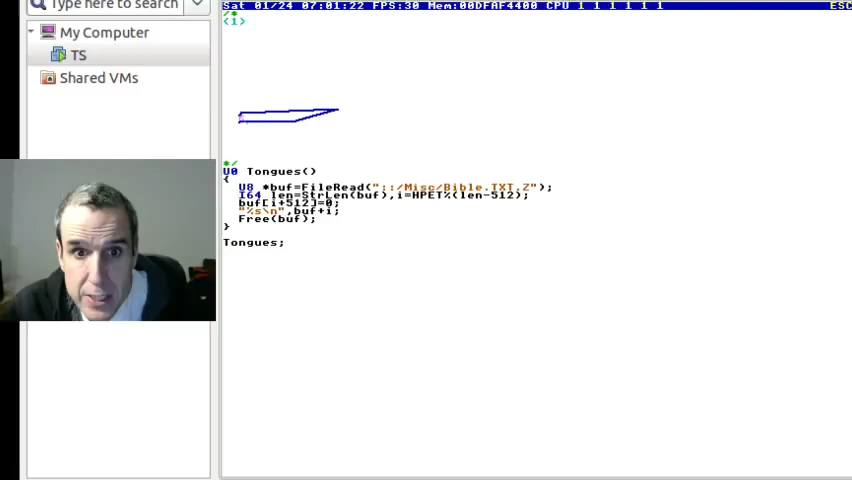 Type here to search
My Computer
TS
Shared VMs
Sat 01/24 07:01:22 FPS:30 Mem:00DFAF4400 CPU 1 1 1 1 1 1 ESC
/*
(1)
*/
U0 Tongues()
{
U8 *buf=FileRead("::/Misc/Bible.TXT.Z");
I64 len=StrLen(buf),i=HPET%(len-512);
buf[i+512]=0;
"%s\n",buf+i;
Free(buf);
}
Tongues;